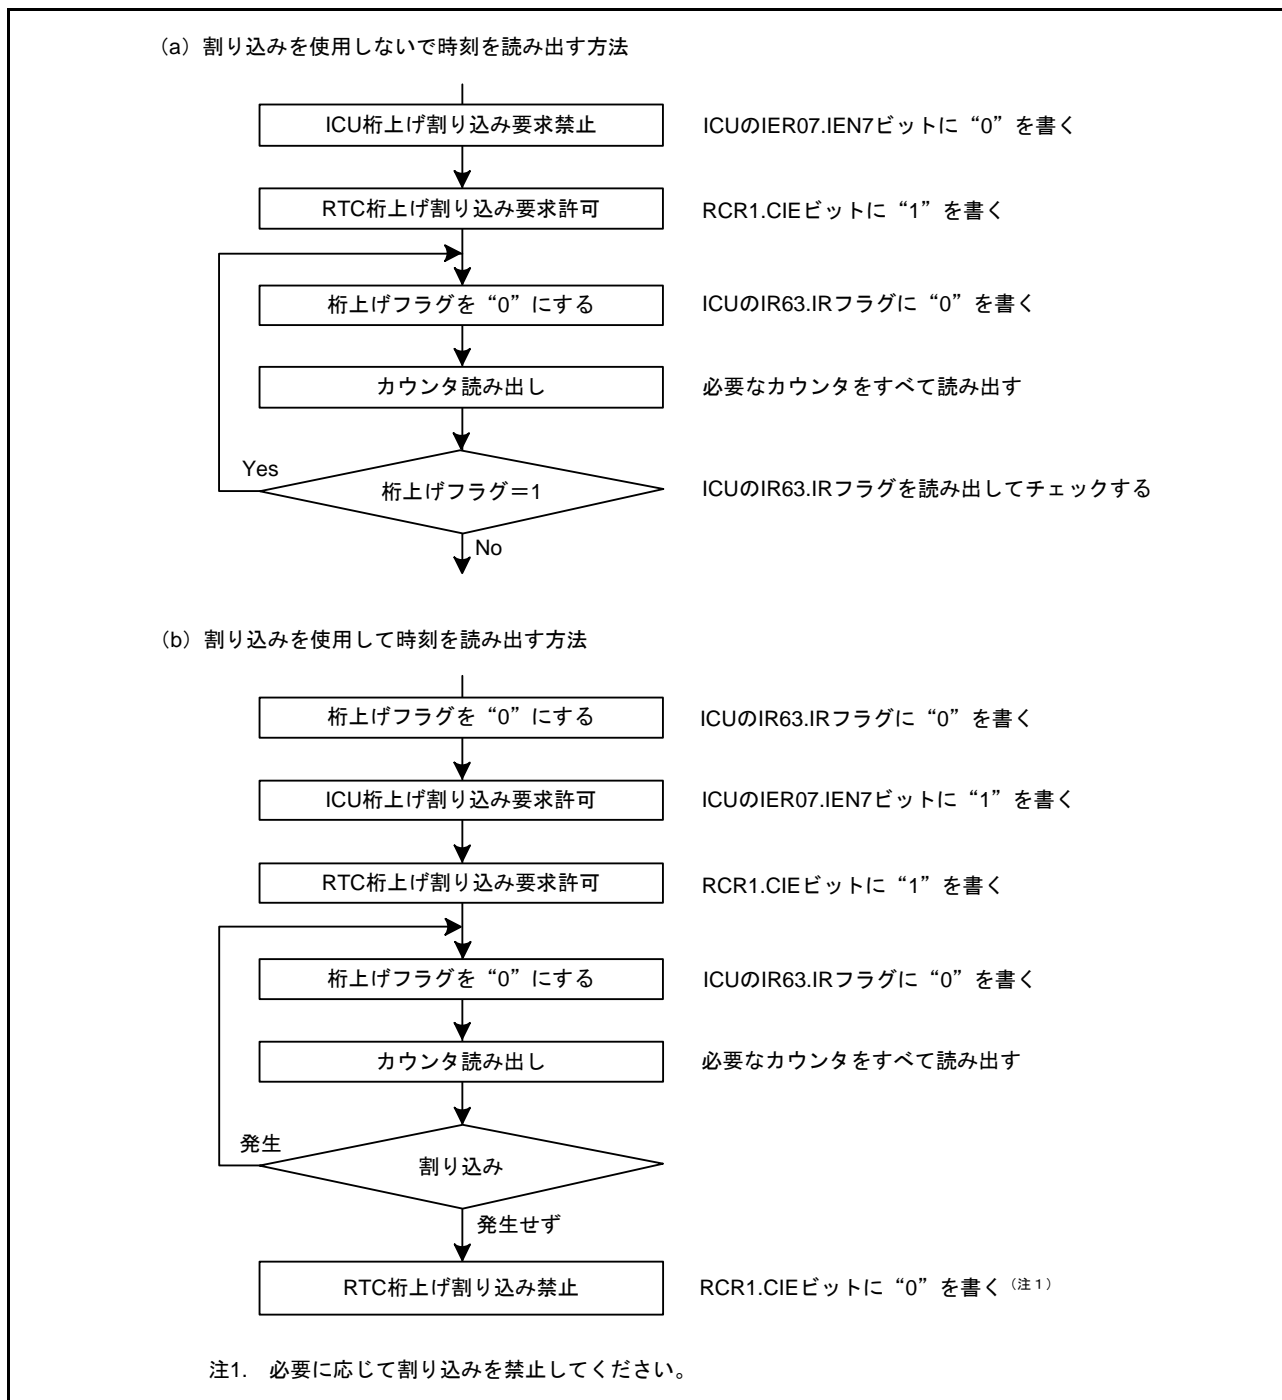 (a) 割り込みを使用しないで時刻を読み出す方法
ICU桁上げ割り込み要求禁止
ICUのIER07.IEN7ビットに“0”を書く
RTC桁上げ割り込み要求許可
RCR1.CIEビットに“1”を書く
桁上げフラグを“0”にする
ICUのIR63.IRフラグに“0”を書く
カウンタ読み出し
必要なカウンタをすべて読み出す
Yes
桁上げフラグ＝1
ICUのIR63.IRフラグを読み出してチェックする
No
(b) 割り込みを使用して時刻を読み出す方法
桁上げフラグを“0”にする
ICUのIR63.IRフラグに“0”を書く
ICU桁上げ割り込み要求許可
ICUのIER07.IEN7ビットに“1”を書く
RTC桁上げ割り込み要求許可
RCR1.CIEビットに“1”を書く
桁上げフラグを“0”にする
ICUのIR63.IRフラグに“0”を書く
カウンタ読み出し
必要なカウンタをすべて読み出す
発生
割り込み
発生せず
RTC桁上げ割り込み禁止
RCR1.CIEビットに“0”を書く（注1）
注1. 必要に応じて割り込みを禁止してください。